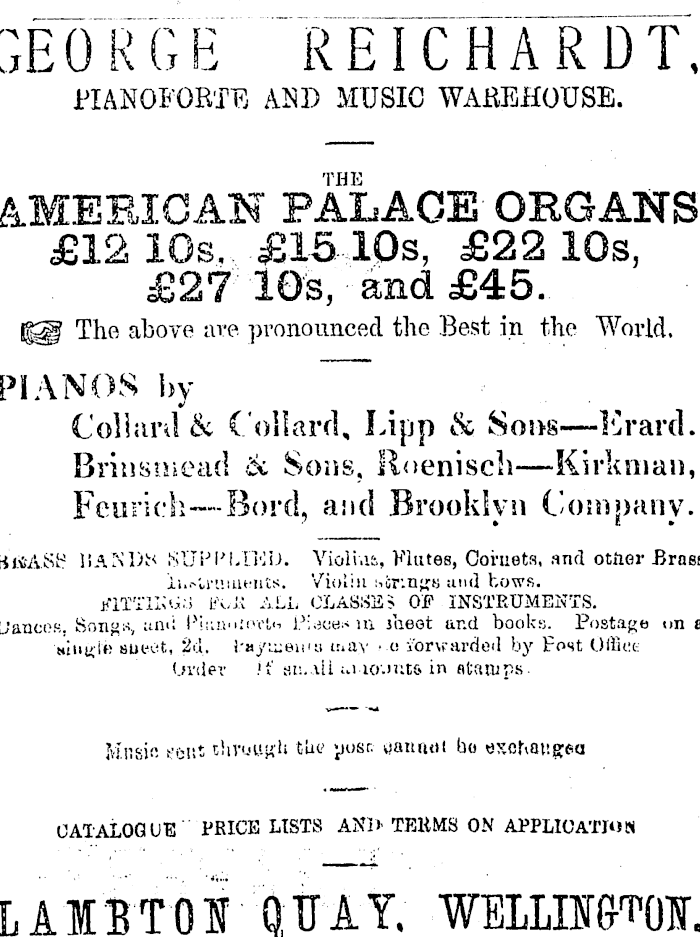 GEORGE REICHARDT,
PIANOFORTE AND MUSIC WAREHOUSE.
THE
AMERICAN PALACE ORGANS
£12 10s, £15 10s, £22 10s,
£27 10s, and £45.
The above are pronounced the Best in the World.
PIANOS by
Collard & Collard, Lipp & Sons—Erard.
Brinsmead & Sons, Roenisch—Kirkman,
Feurich—Bord, and Brooklyn Company.
BRASS BANDS SUPPLIED. Violins, Flutes, Cornets, and other Brass
Instruments. Violin strings and bows.
FITTINGS FOR ALL CLASSES OF INSTRUMENTS.
Dances, Songs, and Pianoforte Pieces in sheet and books. Postage on a
single sheet, 2d. Payments may be forwarded by Post Office
Order If small amounts in stamps.
Music sent through the post cannot be exchanged
CATALOGUE PRICE LISTS AND TERMS ON APPLICATION
LAMBTON QUAY, WELLINGTON.